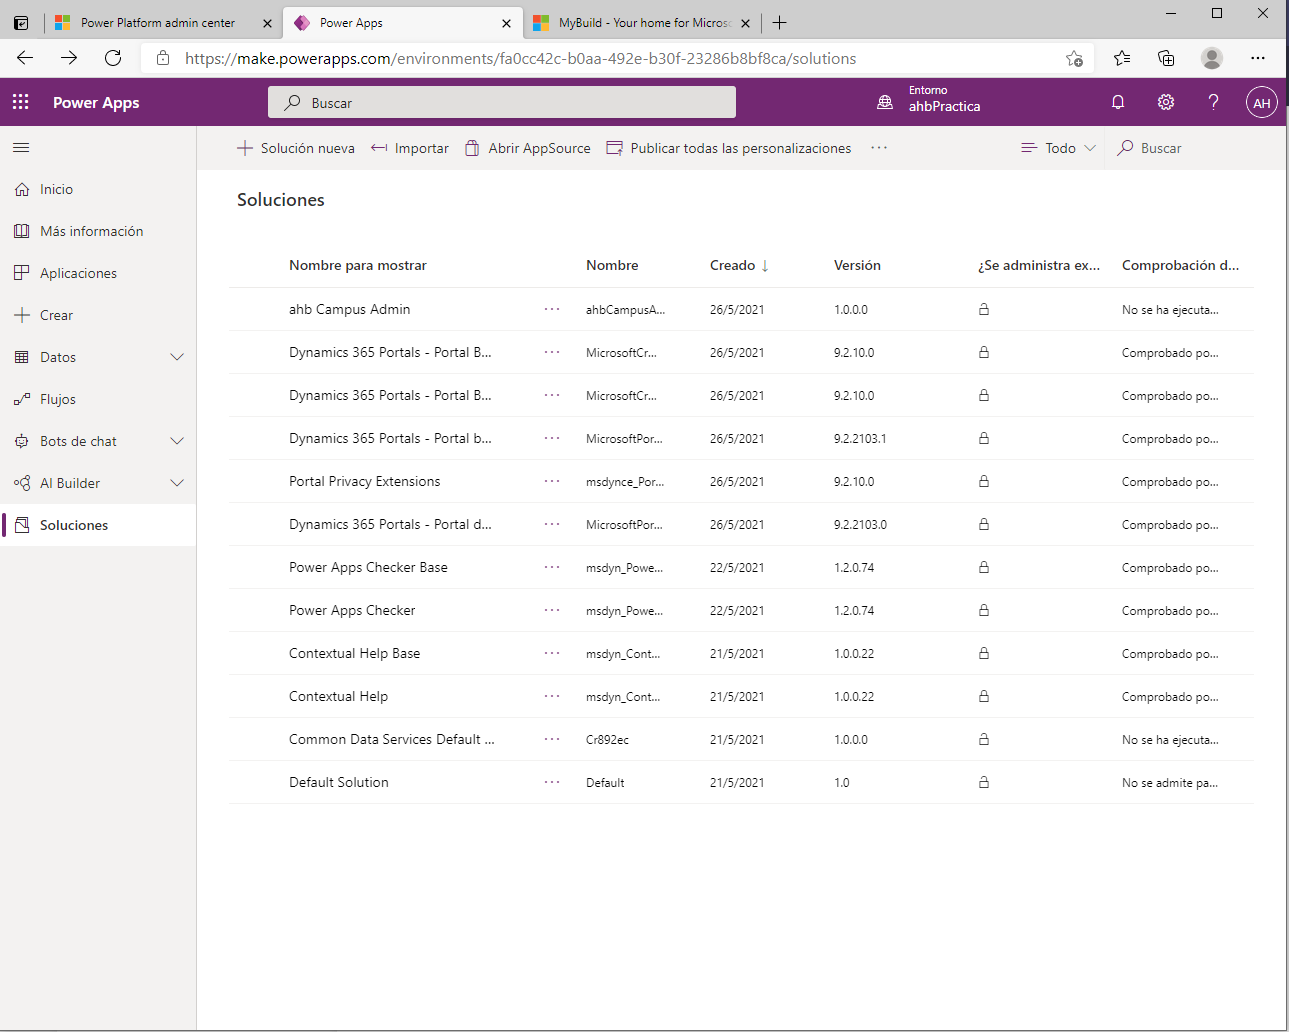 Power Platform admin center
Power Apps
MyBuild - Your home for Micros
https://make.powerapps.com/environments/fa0cc42c-b0aa-492e-b30f-23286b8bf8ca/solutions
Power Apps
Buscar
Entorno
ahbPractica
?
AH
Solución nueva
Importar
Abrir AppSource
Publicar todas las personalizaciones
...
Todo
Buscar
Inicio
Más información
Aplicaciones
Crear
Datos
Flujos
Bots de chat
AI Builder
Soluciones
Soluciones
Nombre para mostrar Nombre Creado ↓ Versión ¿Se administra ex... Comprobación d...
ahb Campus Admin ... ahbCampusA... 26/5/2021 1.0.0.0 No se ha ejecuta...
Dynamics 365 Portals - Portal B... ... MicrosoftCr... 26/5/2021 9.2.10.0 Comprobado po...
Dynamics 365 Portals - Portal B... ... MicrosoftCr... 26/5/2021 9.2.10.0 Comprobado po...
Dynamics 365 Portals - Portal b... ... MicrosoftPor... 26/5/2021 9.2.2103.1 Comprobado po...
Portal Privacy Extensions ... msdynce_Por... 26/5/2021 9.2.10.0 Comprobado po...
Dynamics 365 Portals - Portal d... ... MicrosoftPor... 26/5/2021 9.2.2103.0 Comprobado po...
Power Apps Checker Base ... msdyn_Powe... 22/5/2021 1.2.0.74 Comprobado po...
Power Apps Checker ... msdyn_Powe... 22/5/2021 1.2.0.74 Comprobado po...
Contextual Help Base ... msdyn_Cont... 21/5/2021 1.0.0.22 Comprobado po...
Contextual Help ... msdyn_Cont... 21/5/2021 1.0.0.22 Comprobado po...
Common Data Services Default ... ... Cr892ec 21/5/2021 1.0.0.0 No se ha ejecuta...
Default Solution ... Default 21/5/2021 1.0 No se admite pa...